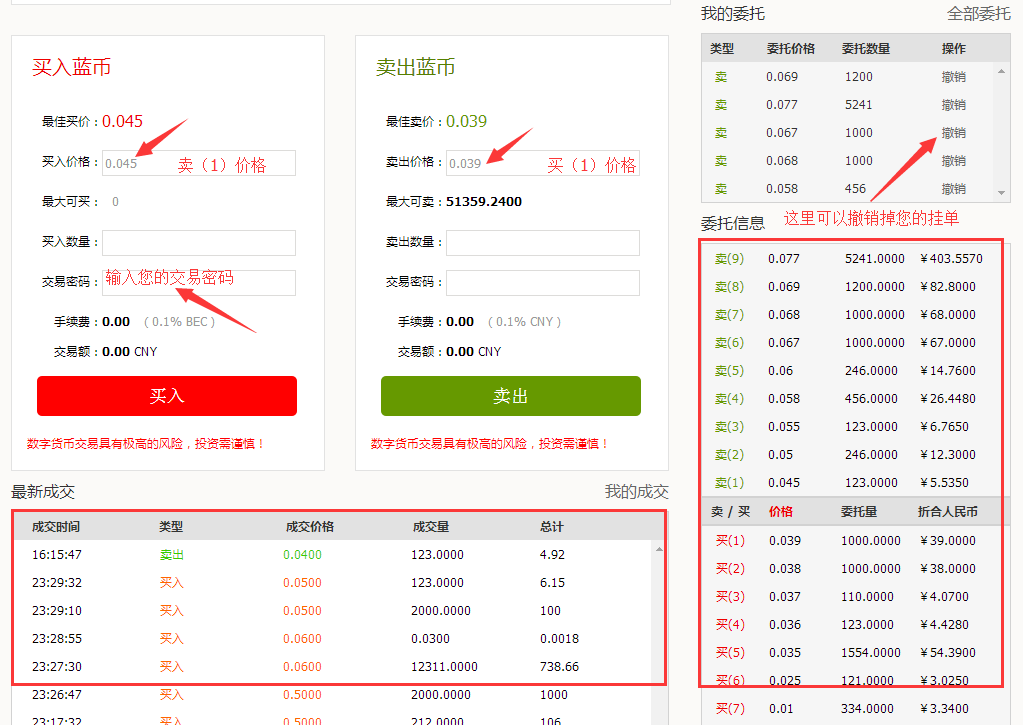 买入蓝币
最佳买价：0.045
买入价格：0.045 卖（1）价格
最大可买： 0
买入数量：
交易密码：输入您的交易密码
手续费：0.00 （ 0.1% BEC ）
交易额：0.00 CNY
买入
数字货币交易具有极高的风险，投资需谨慎！
卖出蓝币
最佳卖价：0.039
卖出价格：0.039 买（1）价格
最大可卖：51359.2400
卖出数量：
交易密码：
手续费：0.00 （ 0.1% CNY ）
交易额：0.00 CNY
卖出
数字货币交易具有极高的风险，投资需谨慎！
最新成交 我的成交
成交时间 类型 成交价格 成交量 总计
16:15:47 卖出 0.0400 123.0000 4.92
23:29:32 买入 0.0500 123.0000 6.15
23:29:10 买入 0.0500 2000.0000 100
23:28:55 买入 0.0600 0.0300 0.0018
23:27:30 买入 0.0600 12311.0000 738.66
23:26:47 买入 0.5000 2000.0000 1000
23:17:32 买入 0.5000 212.0000 106
我的委托 全部委托
类型 委托价格 委托数量 操作
卖 0.069 1200 撤销
卖 0.077 5241 撤销
卖 0.067 1000 撤销
卖 0.068 1000 撤销
卖 0.058 456 撤销
这里可以撤销掉您的挂单
委托信息
卖(9) 0.077 5241.0000 ￥403.5570
卖(8) 0.069 1200.0000 ￥82.8000
卖(7) 0.068 1000.0000 ￥68.0000
卖(6) 0.067 1000.0000 ￥67.0000
卖(5) 0.06 246.0000 ￥14.7600
卖(4) 0.058 456.0000 ￥26.4480
卖(3) 0.055 123.0000 ￥6.7650
卖(2) 0.05 246.0000 ￥12.3000
卖(1) 0.045 123.0000 ￥5.5350
卖 / 买 价格 委托量 折合人民币
买(1) 0.039 1000.0000 ￥39.0000
买(2) 0.038 1000.0000 ￥38.0000
买(3) 0.037 110.0000 ￥4.0700
买(4) 0.036 123.0000 ￥4.4280
买(5) 0.035 1554.0000 ￥54.3900
买(6) 0.025 121.0000 ￥3.0250
买(7) 0.01 334.0000 ￥3.3400